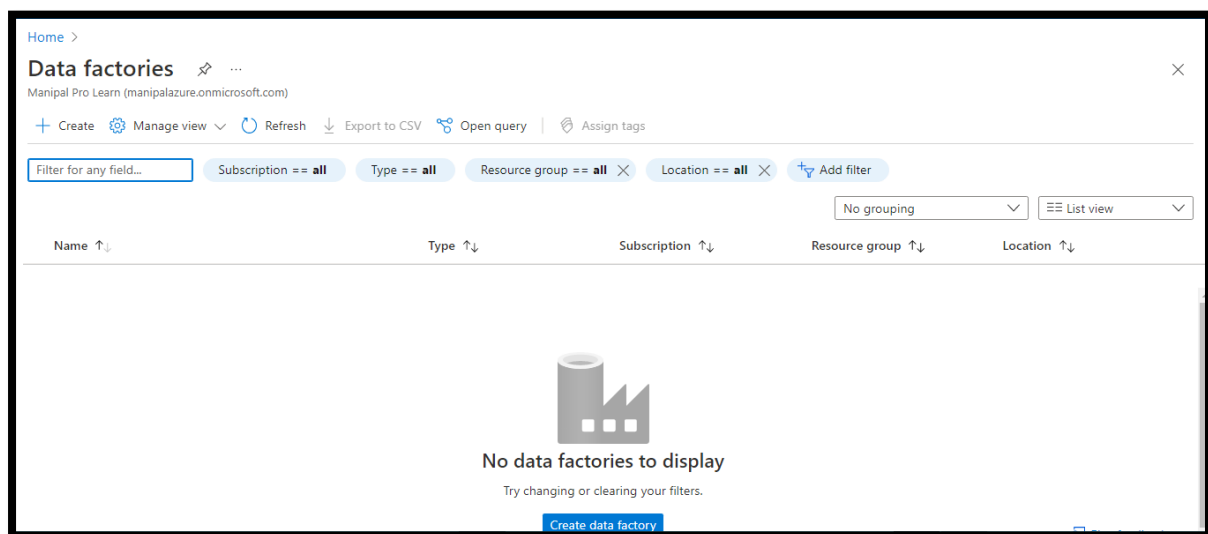 Home >
Data factories ...
Manipal Pro Learn (manipalazure.onmicrosoft.com)
+ Create Manage view Refresh Export to CSV Open query Assign tags
Filter for any field... Subscription == all Type == all Resource group == all Location == all Add filter
No grouping List view
Name ↑↓ Type ↑↓ Subscription ↑↓ Resource group ↑↓ Location ↑↓
No data factories to display
Try changing or clearing your filters.
Create data factory